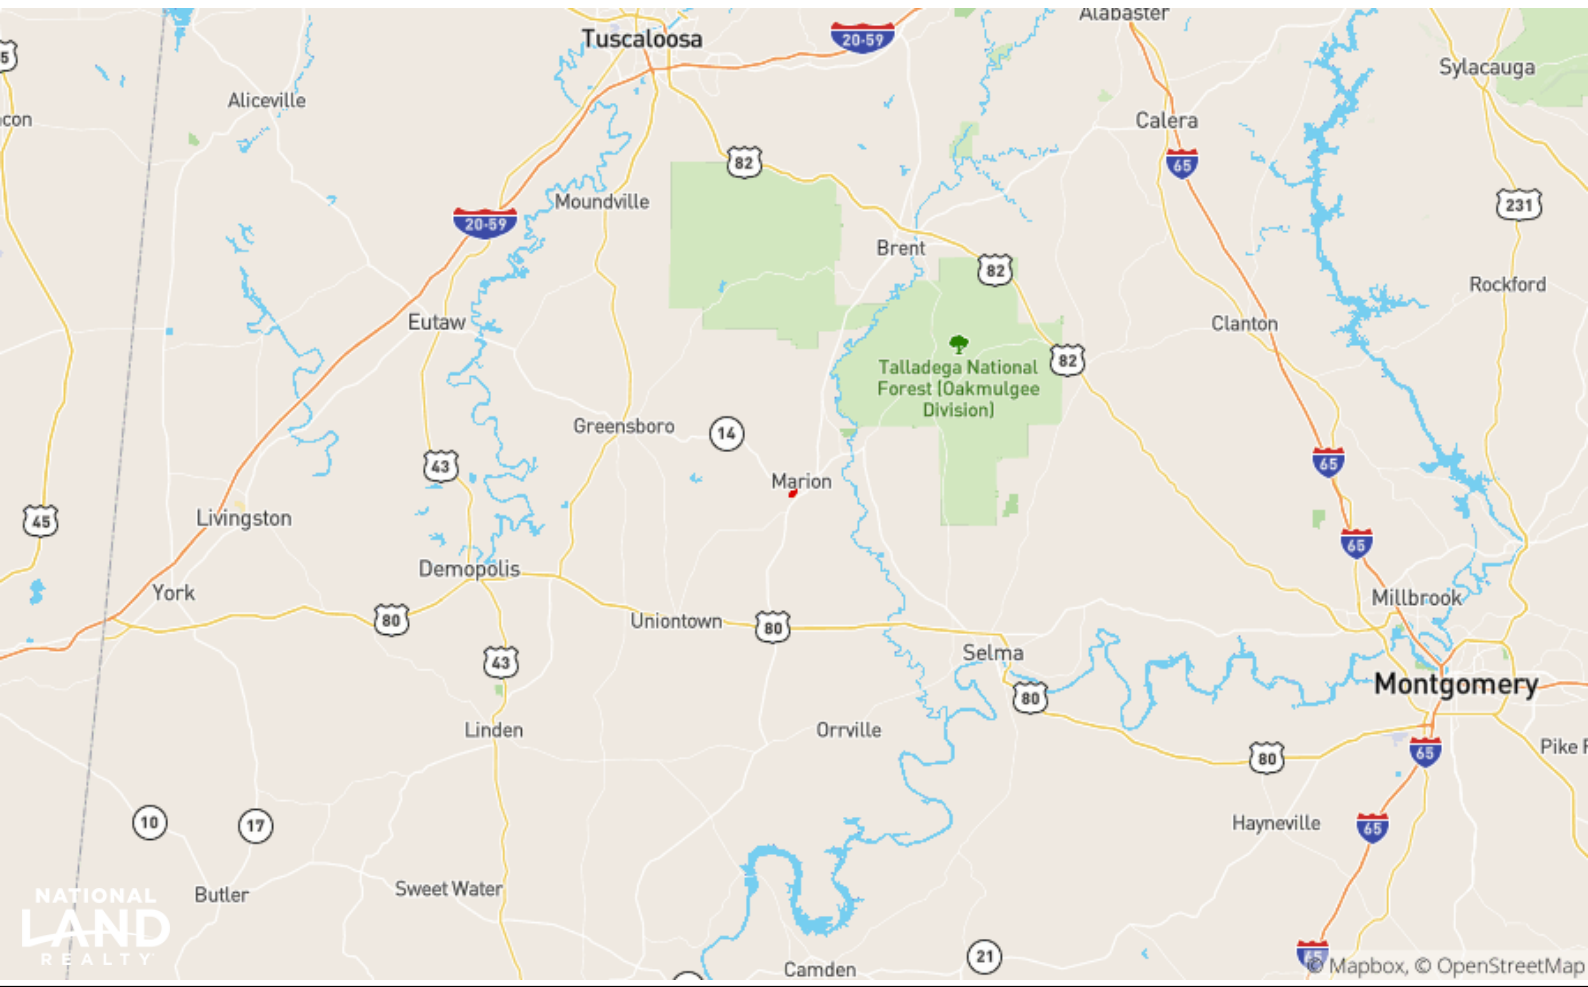 Alabaster
Tuscaloosa
20-59
5
Sylacauga
Aliceville
con
Calera
82
65
Moundville
231
20-59
Brent
82
Rockford
Eutaw
Clanton
82
Talladega National
Forest (Oakmulgee
Division)
Greensboro
14
43
65
Marion
45
Livingston
65
Demopolis
York
Millbrook
80
Uniontown
80
Selma
43
80
Montgomery
Linden
Orrville
65
80
Pike
10
17
Hayneville
65
Butler
Sweet Water
NATIONAL
LAND
REALTY
65
21
Camden
© Mapbox, © OpenStreetMap